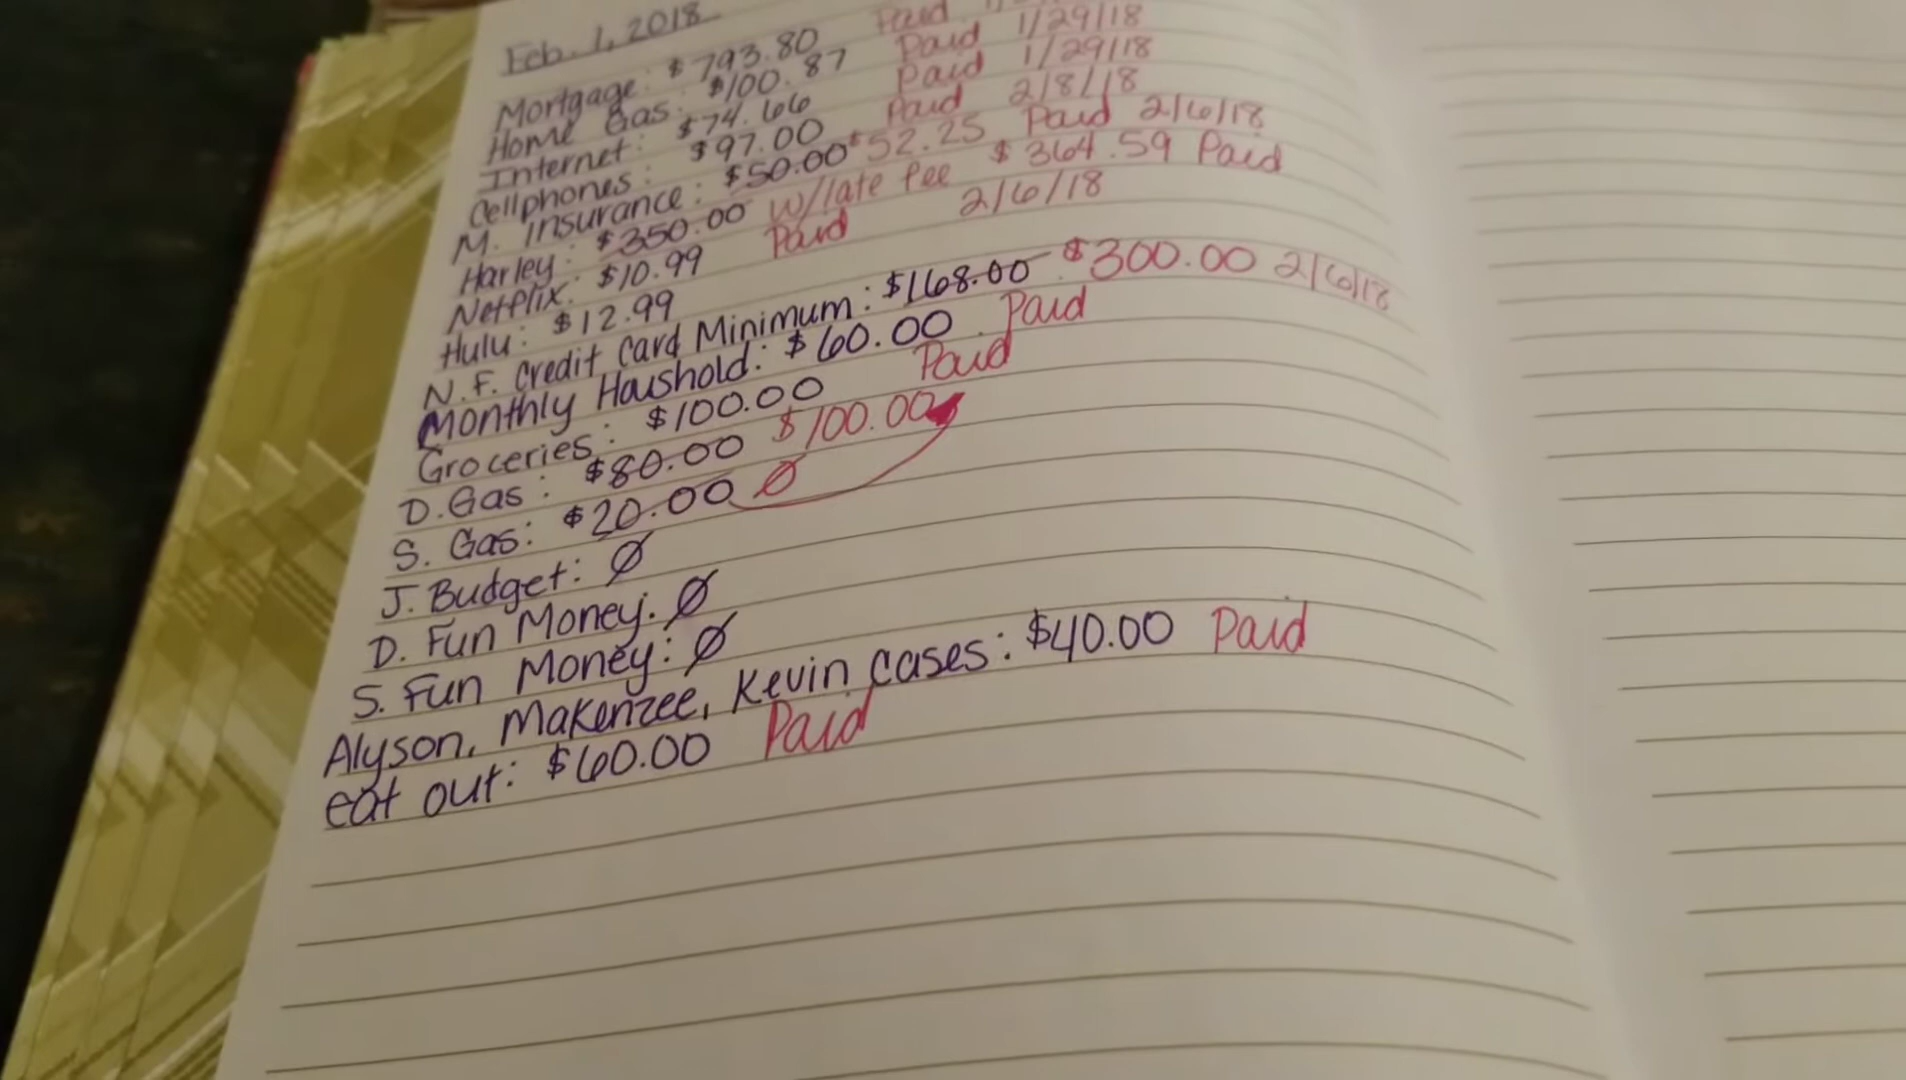 Feb. 1, 2018
Mortgage: $793.80 Paid
Home Gas: $100.87 Paid 1/29/18
Internet: $74.66 Paid 1/29/18
Cellphones: $97.00 Paid 2/8/18
M. Insurance: $50.00 $52.25 Paid 2/6/18
Harley: $350.00 w/late fee $364.59 Paid 2/6/18
Netflix: $10.99 Paid
Hulu: $12.99
N.F. Credit Card Minimum: $168.00 $300.00 2/6/18
Monthly Haushold: $60.00 Paid
Groceries: $100.00 Paid
D. Gas: $80.00 $100.00
S. Gas: $20.00 Ø
J. Budget: Ø
D. Fun Money: Ø
S. Fun Money: Ø
Alyson, Makenzee, Kevin cases: $40.00 Paid
eat out: $60.00 Paid